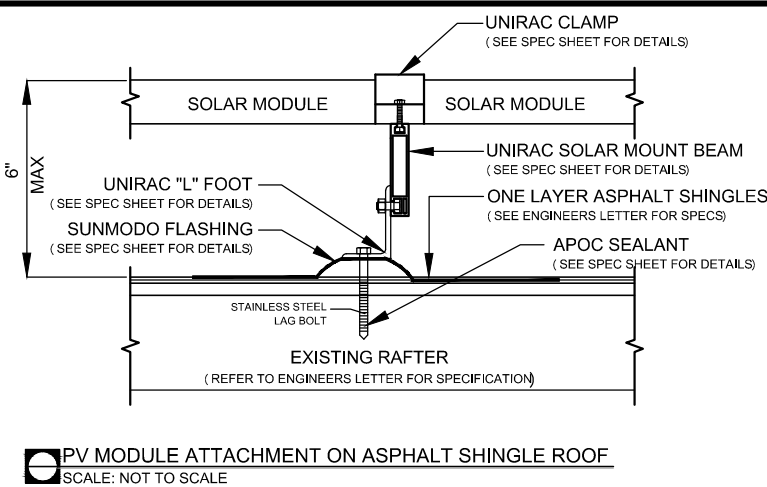 UNIRAC CLAMP
( SEE SPEC SHEET FOR DETAILS)
SOLAR MODULE
SOLAR MODULE
6"
MAX
UNIRAC SOLAR MOUNT BEAM
( SEE SPEC SHEET FOR DETAILS)
UNIRAC "L" FOOT
( SEE SPEC SHEET FOR DETAILS)
ONE LAYER ASPHALT SHINGLES
( SEE ENGINEERS LETTER FOR SPECS)
SUNMODO FLASHING
( SEE SPEC SHEET FOR DETAILS)
APOC SEALANT
( SEE SPEC SHEET FOR DETAILS)
STAINLESS STEEL
LAG BOLT
EXISTING RAFTER
( REFER TO ENGINEERS LETTER FOR SPECIFICATION)
PV MODULE ATTACHMENT ON ASPHALT SHINGLE ROOF
SCALE: NOT TO SCALE